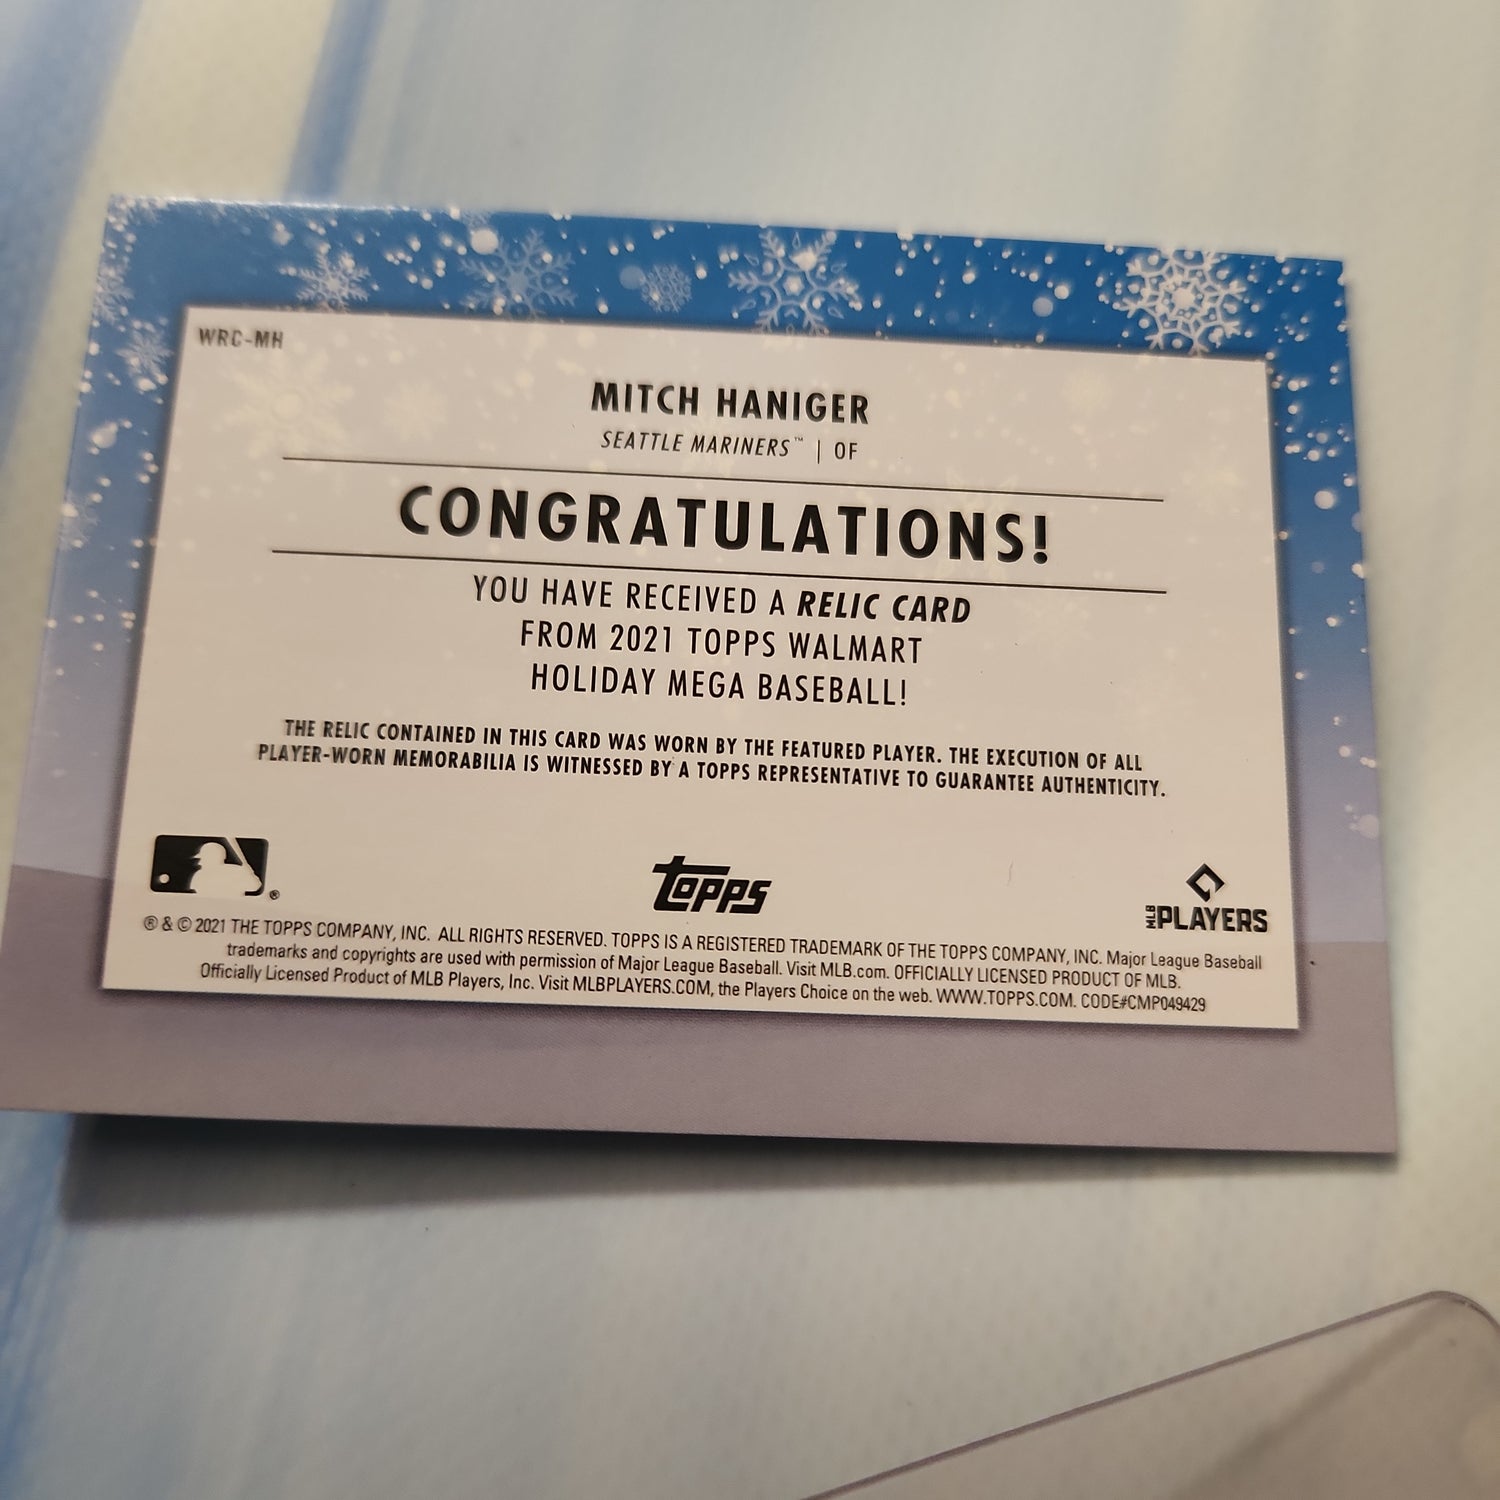 WRC-MH
MITCH HANIGER
SEATTLE MARINERS™ | OF
CONGRATULATIONS!
YOU HAVE RECEIVED A RELIC CARD
FROM 2021 TOPPS WALMART
HOLIDAY MEGA BASEBALL!
THE RELIC CONTAINED IN THIS CARD WAS WORN BY THE FEATURED PLAYER. THE EXECUTION OF ALL
PLAYER-WORN MEMORABILIA IS WITNESSED BY A TOPPS REPRESENTATIVE TO GUARANTEE AUTHENTICITY.
®
topps
MLB PLAYERS
® & © 2021 THE TOPPS COMPANY, INC. ALL RIGHTS RESERVED. TOPPS IS A REGISTERED TRADEMARK OF THE TOPPS COMPANY, INC. Major League Baseball
trademarks and copyrights are used with permission of Major League Baseball. Visit MLB.com. OFFICIALLY LICENSED PRODUCT OF MLB.
Officially Licensed Product of MLB Players, Inc. Visit MLBPLAYERS.COM, the Players Choice on the web. WWW.TOPPS.COM. CODE#CMP049429